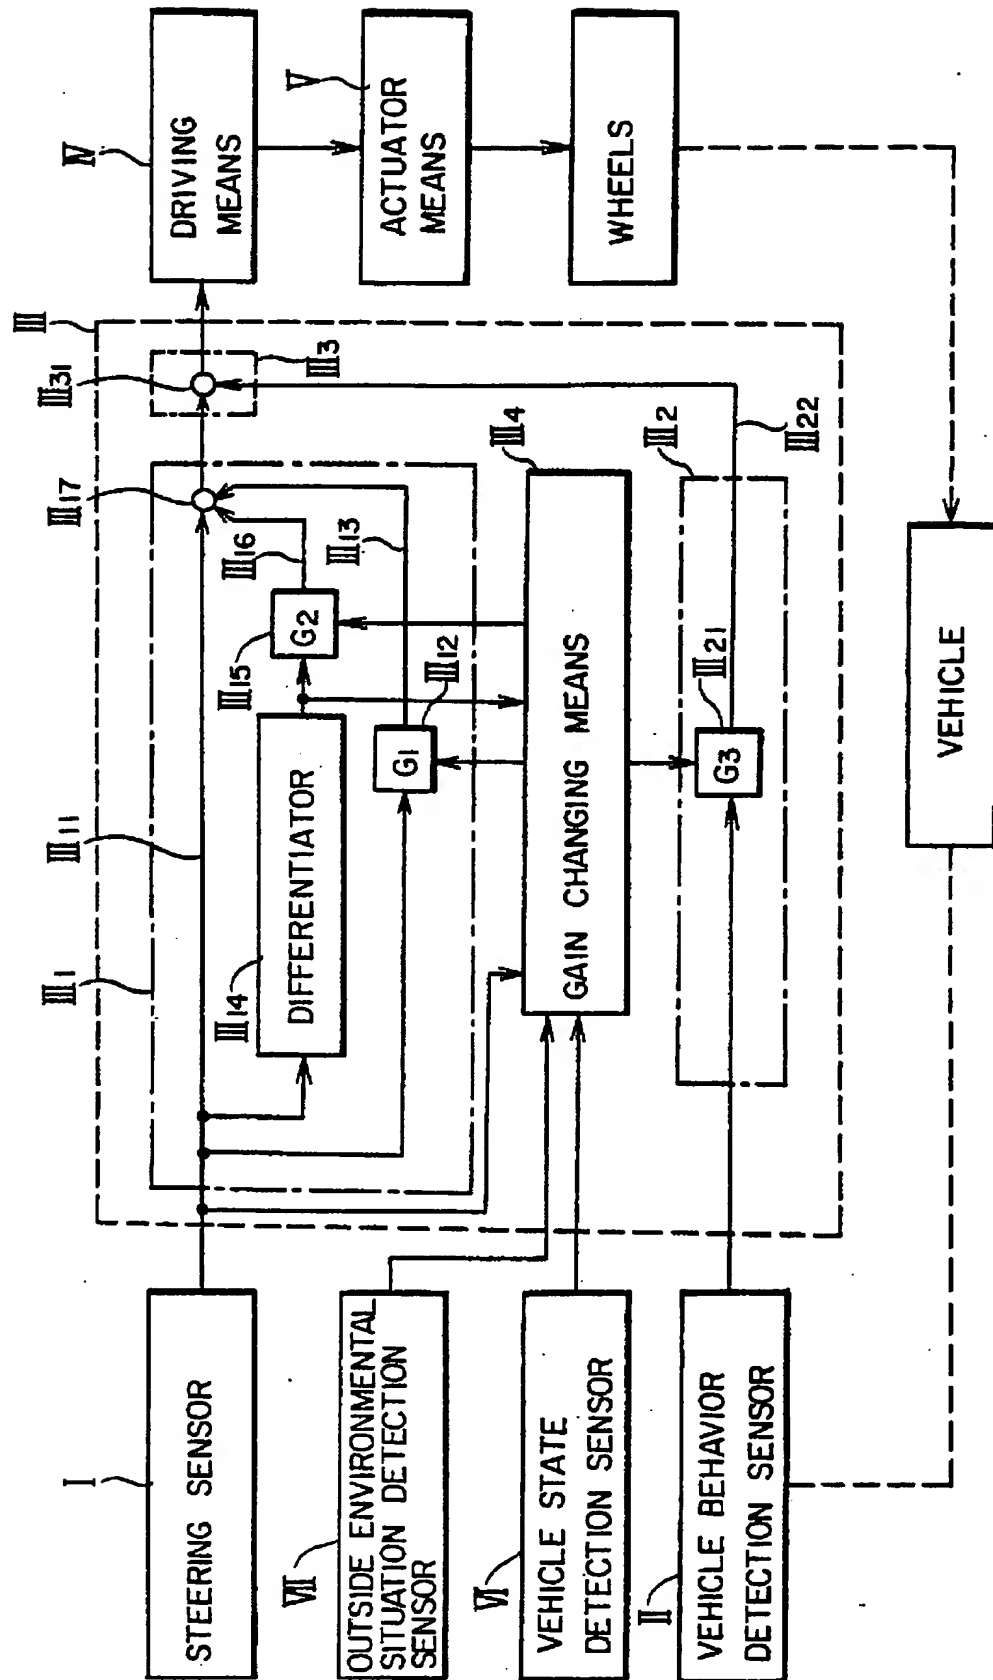 I
STEERING SENSOR
VII
OUTSIDE ENVIRONMENTAL
SITUATION DETECTION
SENSOR
VI
VEHICLE STATE
DETECTION SENSOR
II
VEHICLE BEHAVIOR
DETECTION SENSOR
III
III1
III11
III14
DIFFERENTIATOR
III15
G2
III16
III17
G1
III12
III13
III31
III3
GAIN CHANGING MEANS
III4
III2
G3
III21
III22
IV
DRIVING
MEANS
V
ACTUATOR
MEANS
WHEELS
VEHICLE